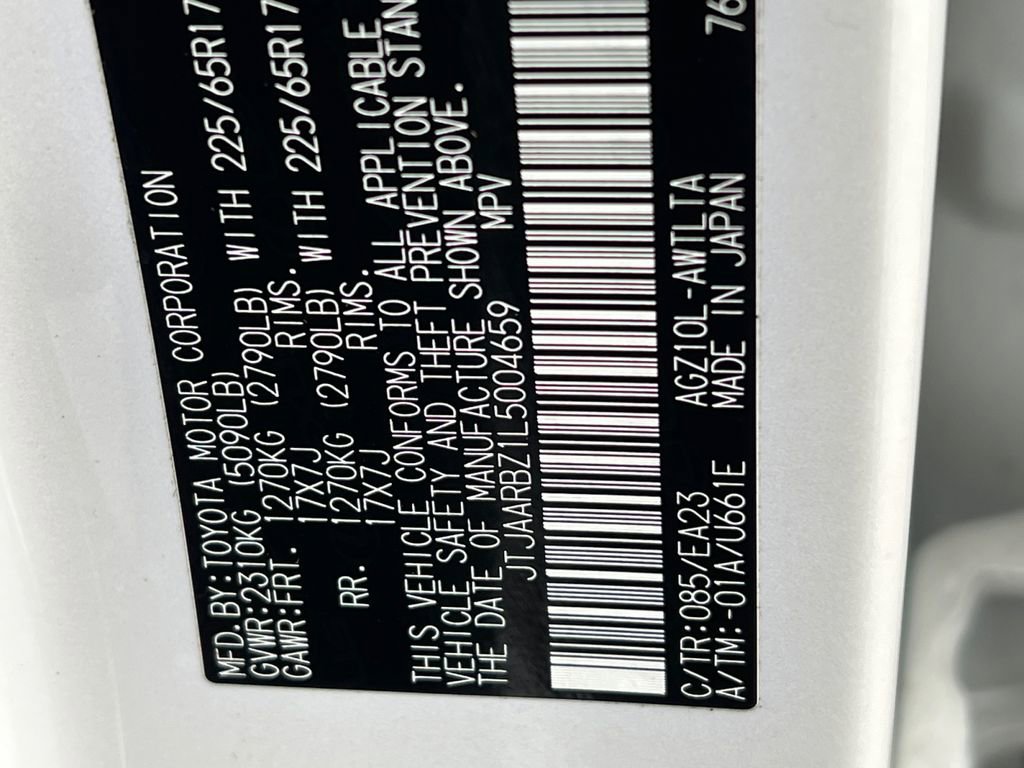 MFD.BY:TOYOTA MOTOR CORPORATION
GVWR:2310KG (5090LB)
GAWR:FRT. 1270KG (2790LB) WITH 225/65R17
17X7J RIMS.
RR. 1270KG (2790LB) WITH 225/65R17
17X7J RIMS.
THIS VEHICLE CONFORMS TO ALL APPLICABLE
VEHICLE SAFETY AND THEFT PREVENTION STAN
THE DATE OF MANUFACTURE SHOWN ABOVE.
JTJAARBZ1L5004659 MPV
C/TR:085/EA23 AGZ10L-AWTLTA 76
A/TM:-01A/U661E MADE IN JAPAN